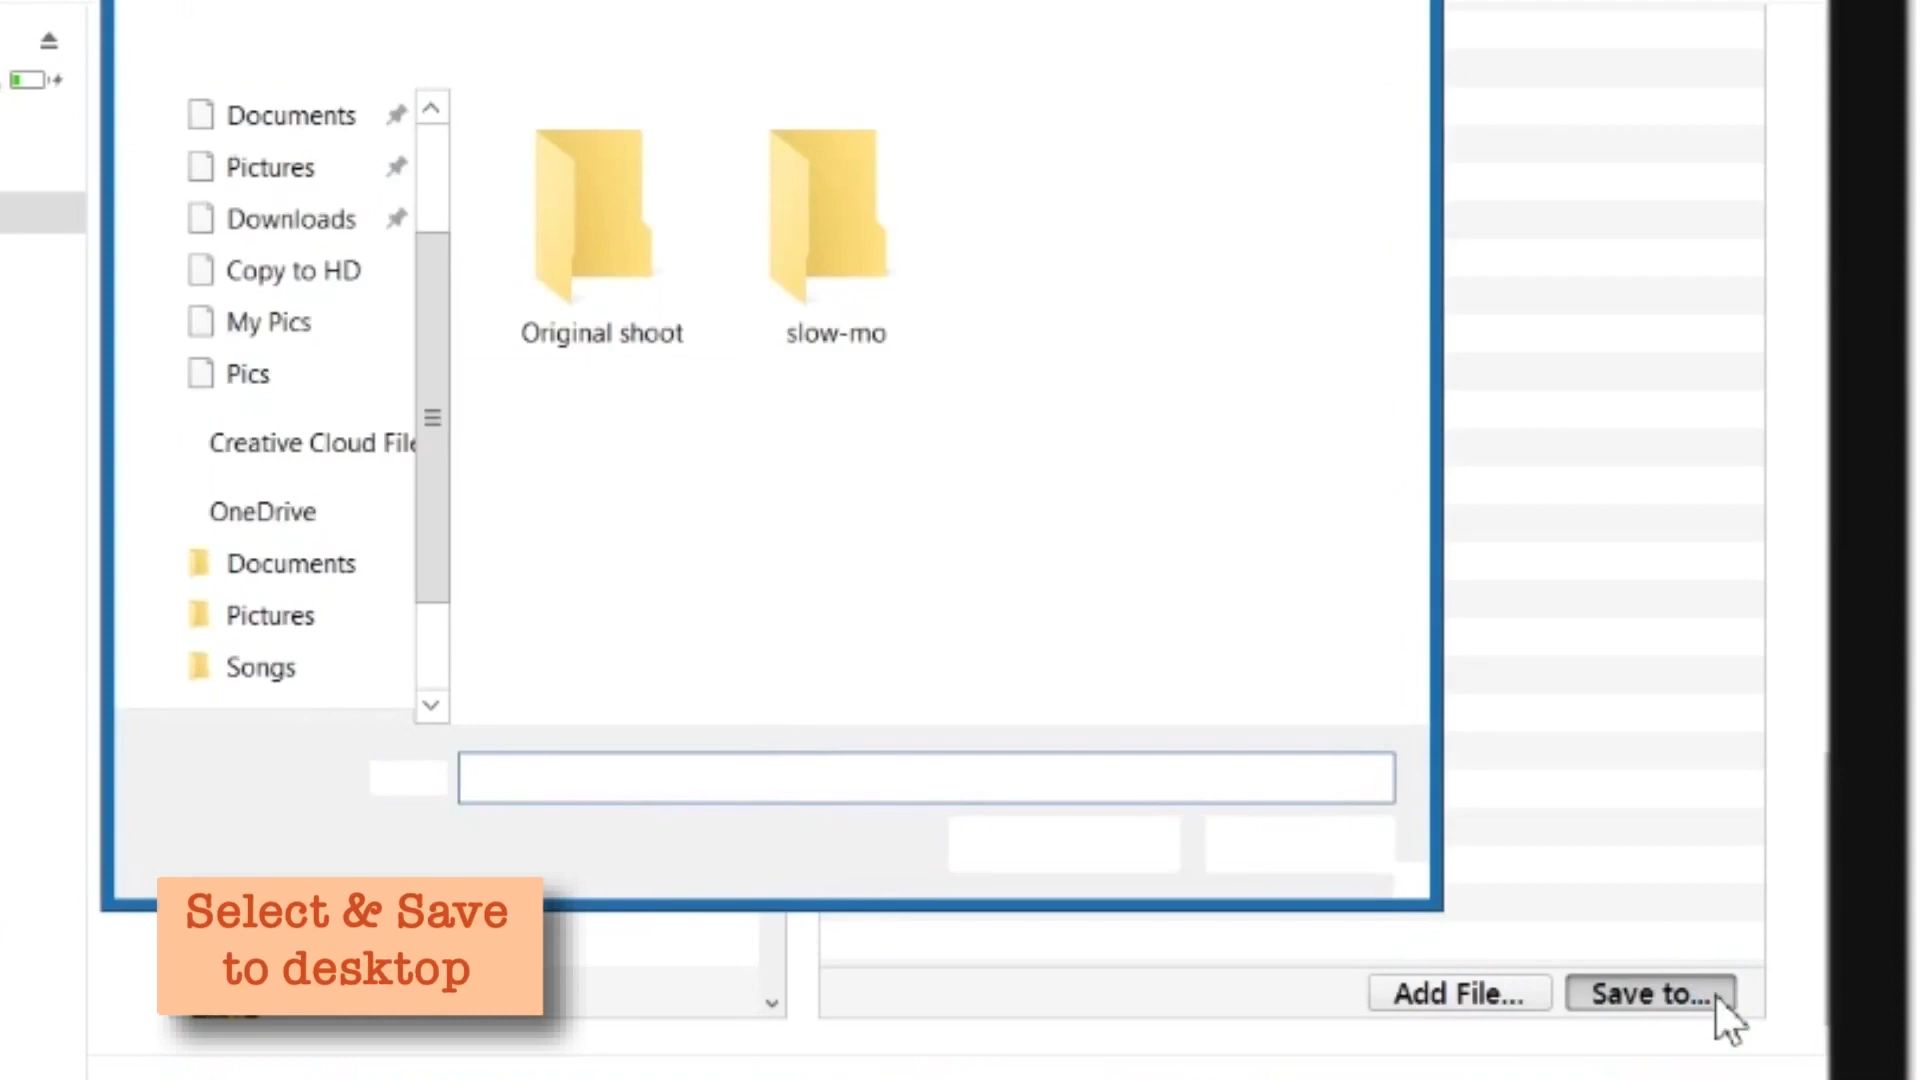 Documents
Pictures
Downloads
Copy to HD
My Pics
Pics
Creative Cloud File
OneDrive
Documents
Pictures
Songs
Original shoot
slow-mo
Select & Save
to desktop
Add File...
Save to...